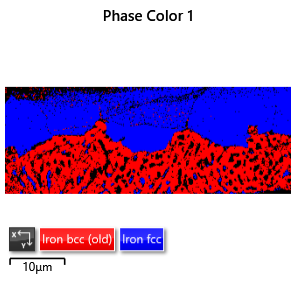 Phase Color 1
X
Y
Iron bcc (old) Iron fcc
10µm